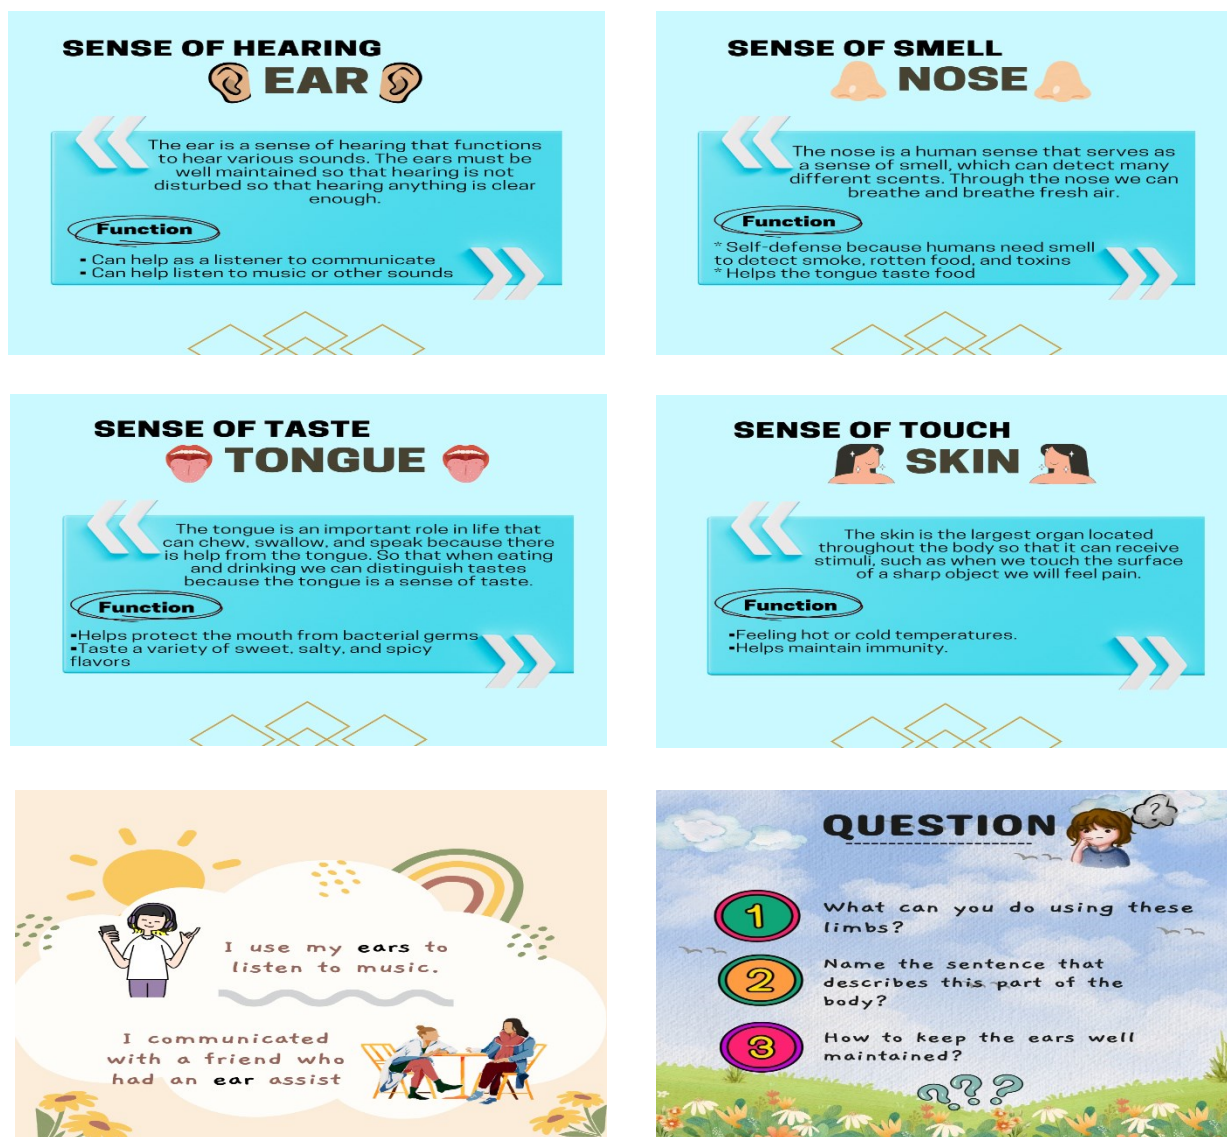 SENSE OF HEARING
EAR
The ear is a sense of hearing that functions
to hear various sounds. The ears must be
well maintained so that hearing is not
disturbed so that hearing anything is clear
enough.
Function
▪ Can help as a listener to communicate
▪ Can help listen to music or other sounds
SENSE OF SMELL
NOSE
The nose is a human sense that serves as
a sense of smell, which can detect many
different scents. Through the nose we can
breathe and breathe fresh air.
Function
* Self-defense because humans need smell
to detect smoke, rotten food, and toxins
* Helps the tongue taste food
SENSE OF TASTE
TONGUE
The tongue is an important role in life that
can chew, swallow, and speak because there
is help from the tongue. So that when eating
and drinking we can distinguish tastes
because the tongue is a sense of taste.
Function
▪Helps protect the mouth from bacterial germs
▪Taste a variety of sweet, salty, and spicy
flavors
SENSE OF TOUCH
SKIN
The skin is the largest organ located
throughout the body so that it can receive
stimuli, such as when we touch the surface
of a sharp object we will feel pain.
Function
▪Feeling hot or cold temperatures.
▪Helps maintain immunity.
I use my ears to
listen to music.
I communicated
with a friend who
had an ear assist
QUESTION
?
1
What can you do using these
limbs?
2
Name the sentence that
describes this part of the
body?
3
How to keep the ears well
maintained?
???